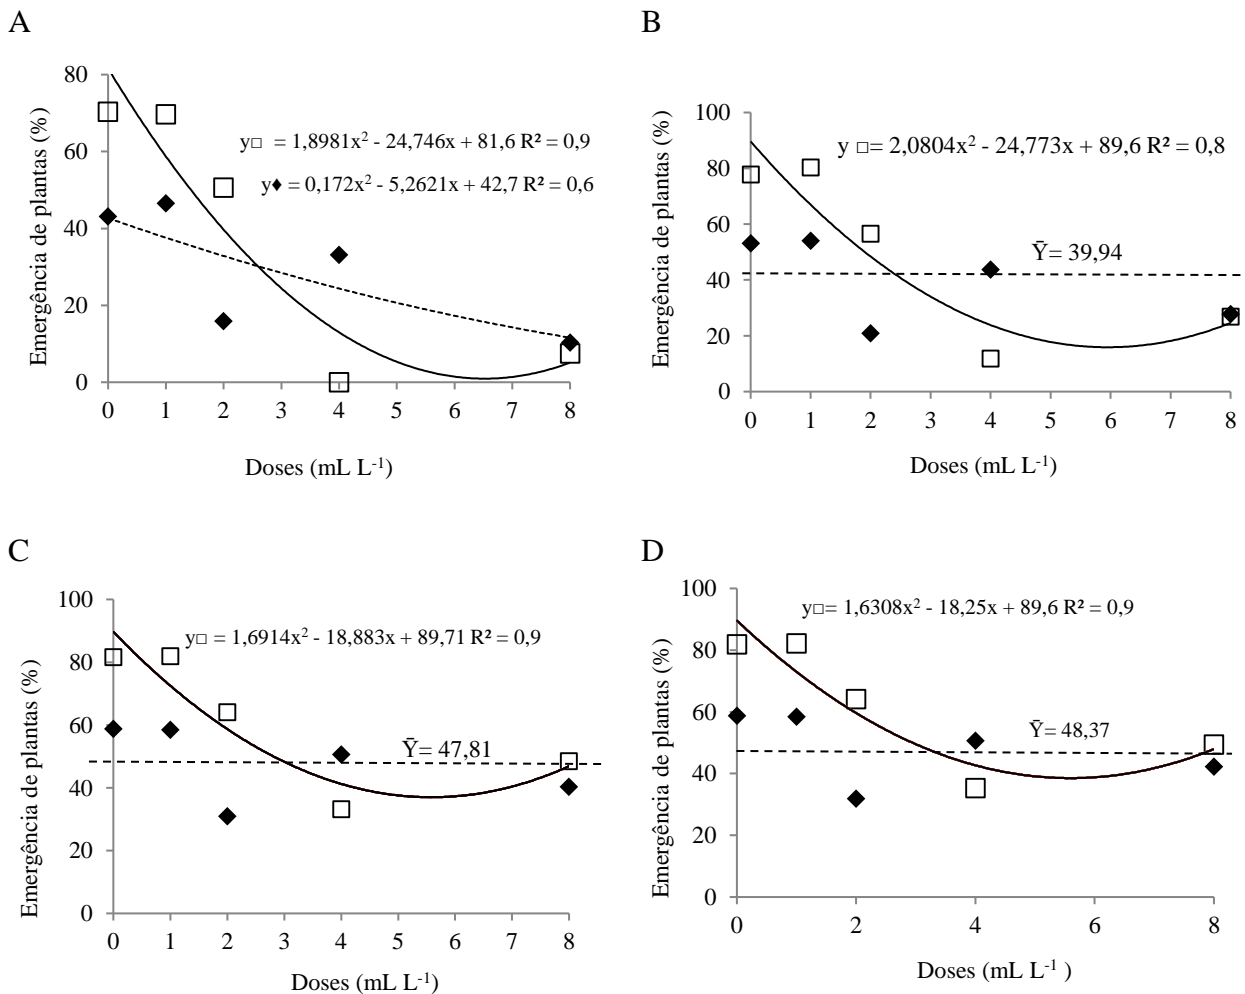 A
80
60
40
20
0
0 1 2 3 4 5 6 7 8
Emergência de plantas (%)
y□ = 1,8981x² - 24,746x + 81,6 R² = 0,9
y♦ = 0,172x² - 5,2621x + 42,7 R² = 0,6
Doses (mL L⁻¹)
B
100
80
60
40
20
0
0 1 2 3 4 5 6 7 8
Emergência de plantas (%)
y □= 2,0804x² - 24,773x + 89,6 R² = 0,8
Ȳ= 39,94
Doses (mL L⁻¹)
C
100
80
60
40
20
0
0 1 2 3 4 5 6 7 8
Emergência de plantas (%)
y□ = 1,6914x² - 18,883x + 89,71 R² = 0,9
Ȳ= 47,81
Doses (mL L⁻¹)
D
100
80
60
40
20
0
0 2 4 6 8
Emergência de plantas (%)
y□= 1,6308x² - 18,25x + 89,6 R² = 0,9
Ȳ= 48,37
Doses (mL L⁻¹ )